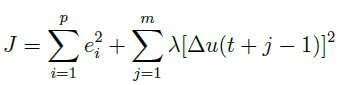 J = \sum_{i=1}^{p} e_i^2 + \sum_{j=1}^{m} \lambda[\Delta u(t + j - 1)]^2